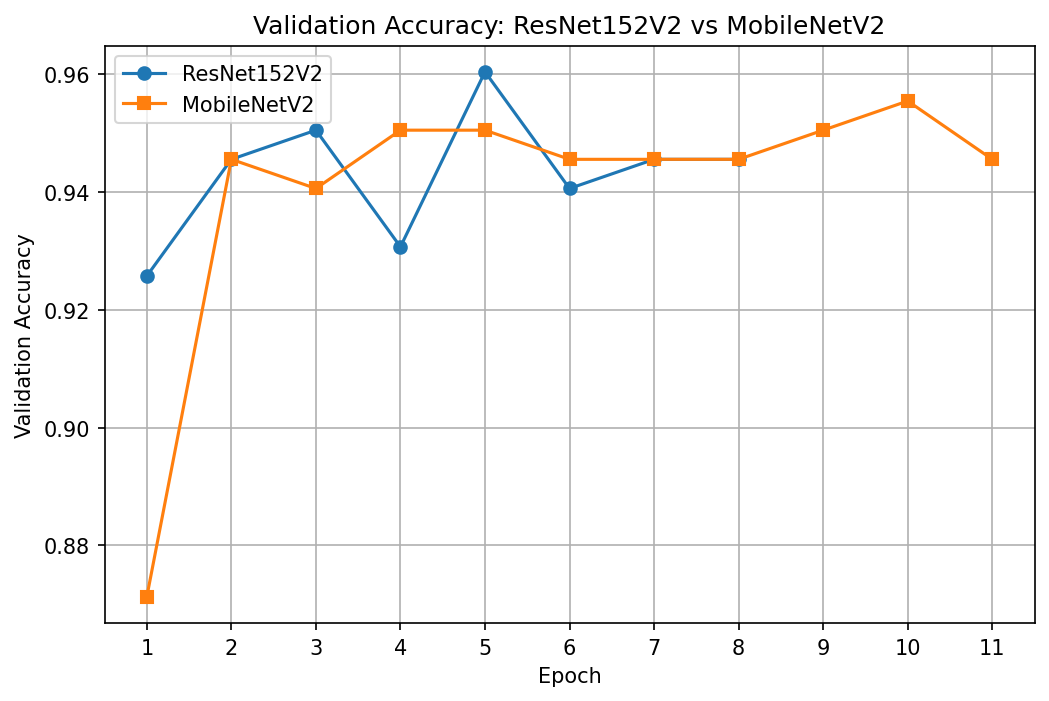 Validation Accuracy: ResNet152V2 vs MobileNetV2
ResNet152V2
MobileNetV2
Validation Accuracy
0.96
0.94
0.92
0.90
0.88
1 2 3 4 5 6 7 8 9 10 11
Epoch